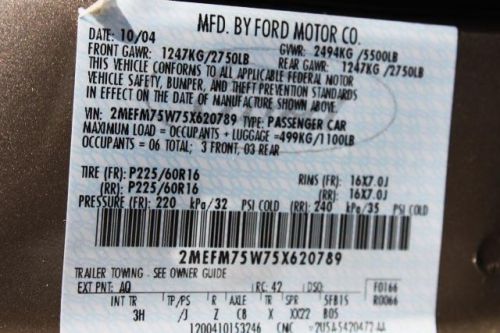 MFD. BY FORD MOTOR CO.
DATE: 10/04 GVWR: 2494KG /5500LB
FRONT GAWR: 1247KG/2750LB REAR GAWR: 1247KG /2750LB
THIS VEHICLE CONFORMS TO ALL APPLICABLE FEDERAL MOTOR
VEHICLE SAFETY, BUMPER, AND THEFT PREVENTION STANDARDS
IN EFFECT ON THE DATE OF MANUFACTURE SHOWN ABOVE.
VIN: 2MEFM75W75X620789 TYPE: PASSENGER CAR
MAXIMUM LOAD = OCCUPANTS + LUGGAGE =499KG/1100LB
OCCUPANTS = 06 TOTAL; 3 FRONT, 03 REAR
TIRE (FR): P225/60R16 RIMS (FR): 16X7.0J
(RR): P225/60R16 (RR): 16X7.0J
PRESSURE (FR): 220 kPa/32 PSI COLD (RR): 240 kPa/35 PSI COLD
2MEFM75W75X620789
TRAILER TOWING - SEE OWNER GUIDE
EXT PNT: AQ RC: 42 DSO: F0166
INT TR TP/PS R AXLE TR SPR SFB15 R0066
3H /J Z C8 X XX22 B05
1200410153246 CMC